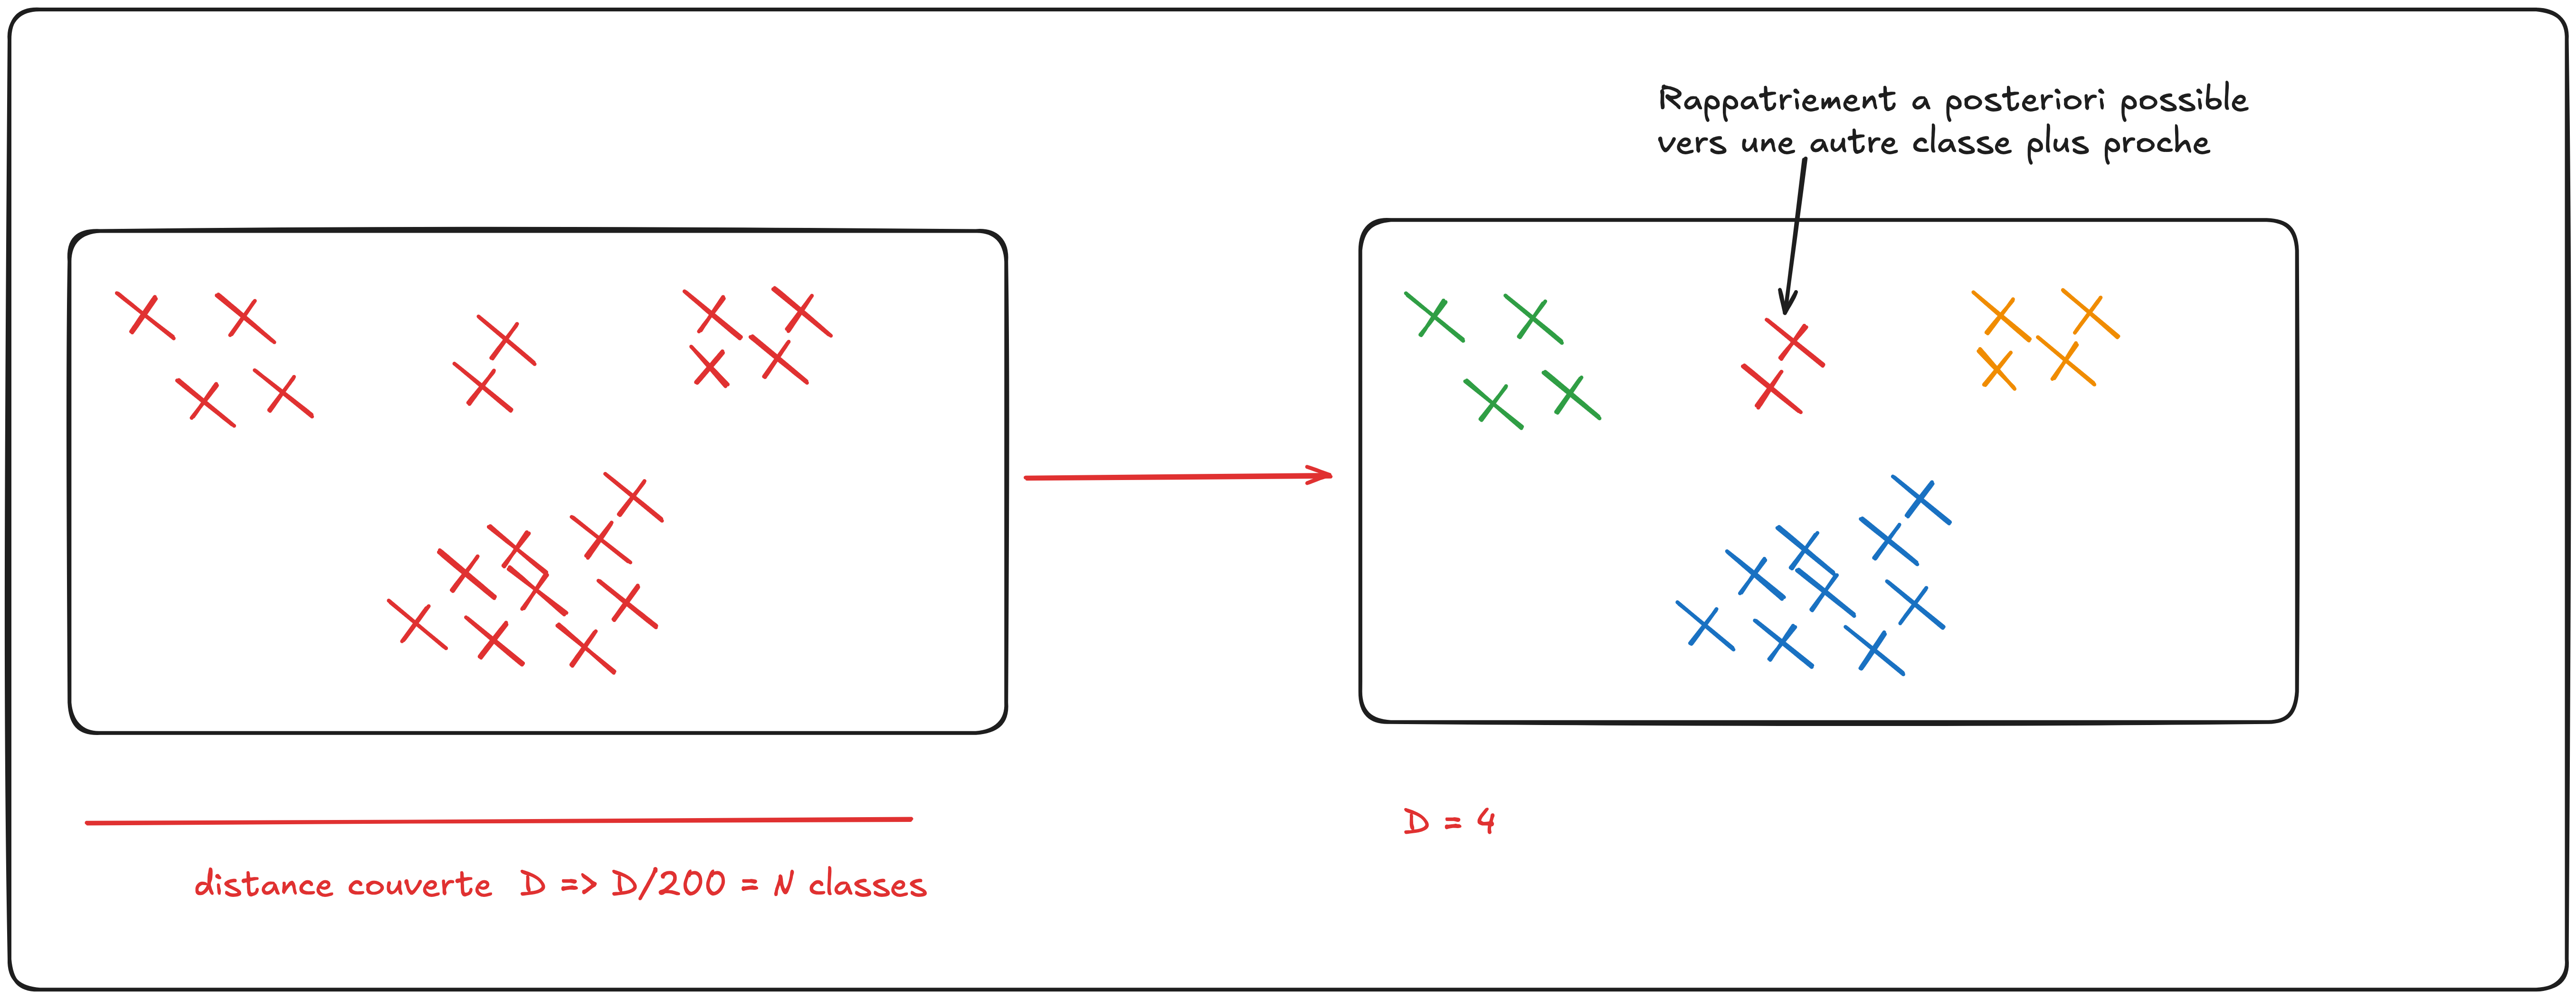 Rappatriement a posteriori possible
vers une autre classe plus proche
D = 4
distance couverte D => D/200 = N classes